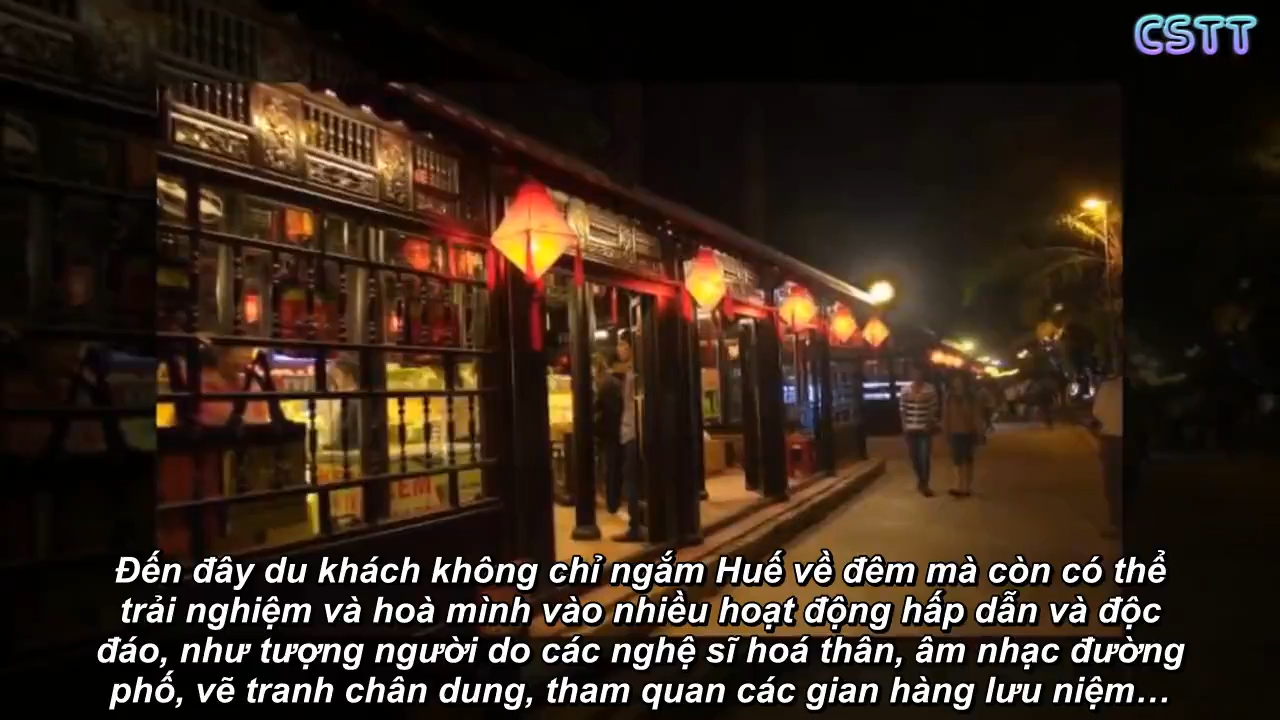 CSTT
Đến đây du khách không chỉ ngắm Huế về đêm mà còn có thể
trải nghiệm và hoà mình vào nhiều hoạt động hấp dẫn và độc
đáo, như tượng người do các nghệ sĩ hoá thân, âm nhạc đường
phố, vẽ tranh chân dung, tham quan các gian hàng lưu niệm...